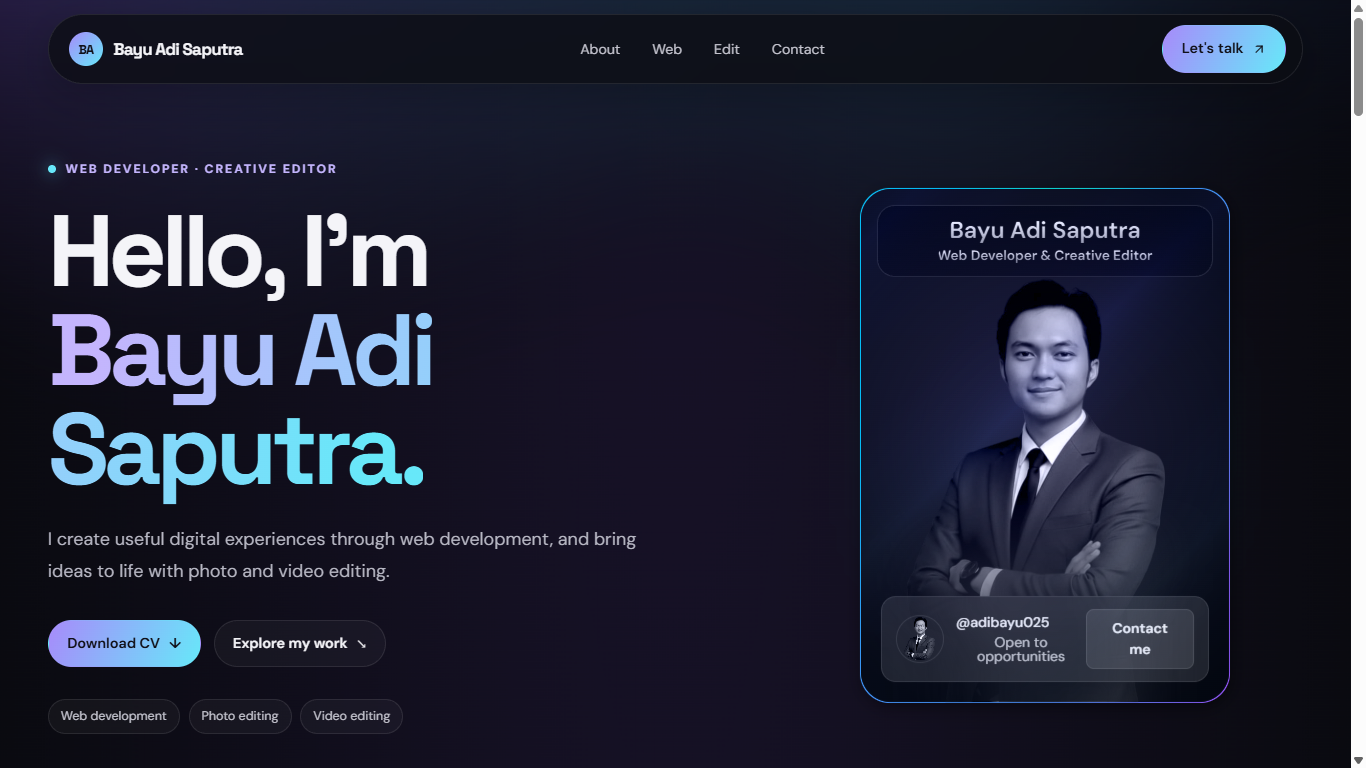 BA
Bayu Adi Saputra
About
Web
Edit
Contact
Let's talk ↗
WEB DEVELOPER · CREATIVE EDITOR
Hello, I’m
Bayu Adi
Saputra.
I create useful digital experiences through web development, and bring
ideas to life with photo and video editing.
Download CV ↓
Explore my work ↘
Web development
Photo editing
Video editing
Bayu Adi Saputra
Web Developer & Creative Editor
@adibayu025
Open to
opportunities
Contact
me